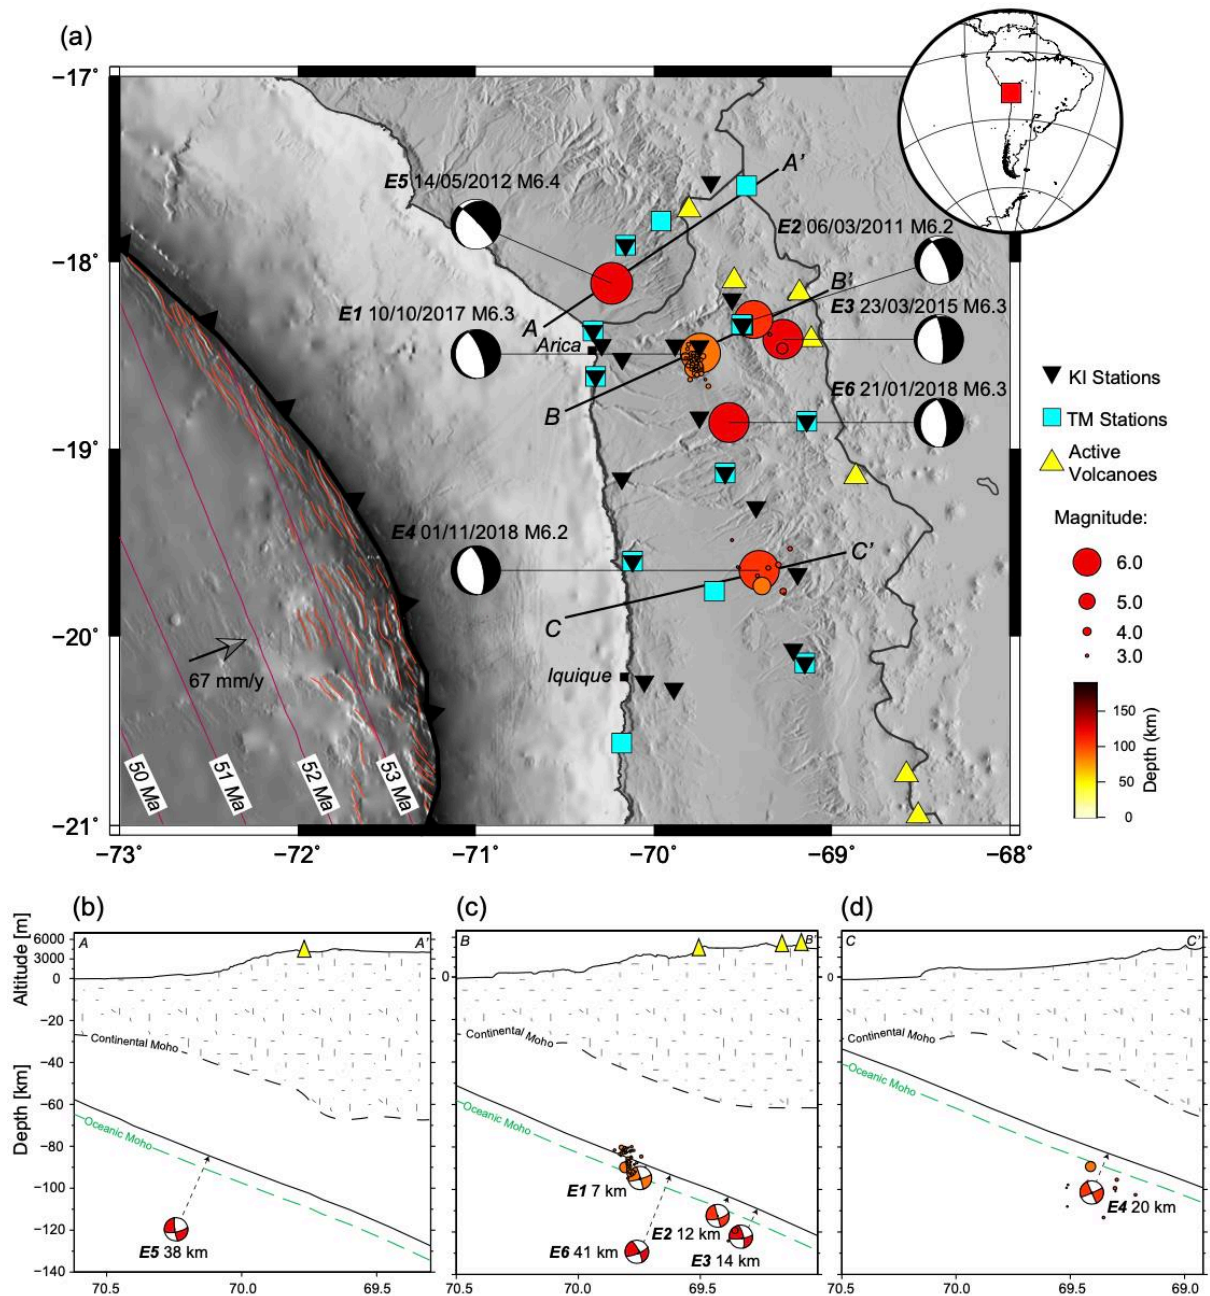 (a)
−17˚
−18˚
−19˚
−20˚
−21˚
−73˚
−72˚
−71˚
−70˚
−69˚
−68˚
A'
E5 14/05/2012 M6.4
E2 06/03/2011 M6.2
B'
E3 23/03/2015 M6.3
E1 10/10/2017 M6.3
A
Arica
E6 21/01/2018 M6.3
B
E4 01/11/2018 M6.2
C'
C
67 mm/y
Iquique
50 Ma
51 Ma
52 Ma
53 Ma
KI Stations
TM Stations
Active
Volcanoes
Magnitude:
6.0
5.0
4.0
3.0
150
100
50
0
Depth (km)
(b)
Altitude [m]
Depth [km]
6000
3000
0
−20
−40
−60
−80
−100
−120
−140
A
A'
Continental Moho
Oceanic Moho
E5 38 km
70.5
70.0
69.5
(c)
B
B'
0
Continental Moho
Oceanic Moho
E1 7 km
E6 41 km
E2 12 km
E3 14 km
70.5
70.0
69.5
(d)
C
C'
0
Continental Moho
Oceanic Moho
E4 20 km
70.5
70.0
69.5
69.0